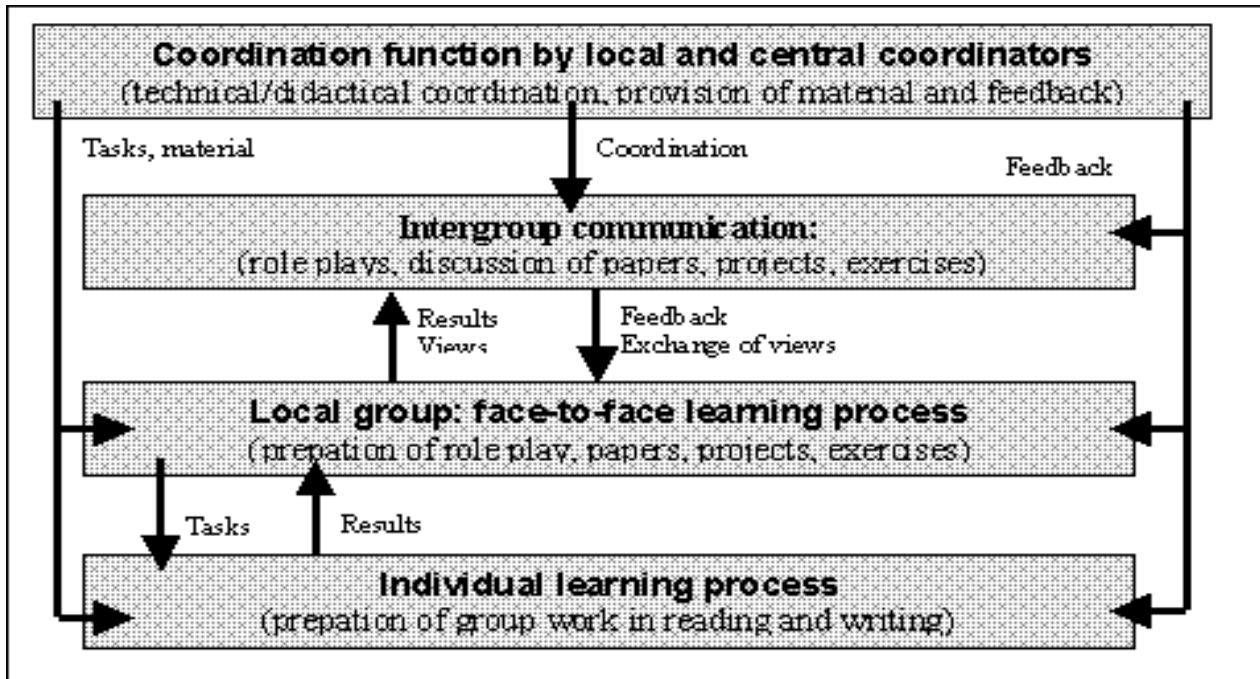 Coordination function by local and central coordinators
(technical/didactical coordination, provision of material and feedback)
Tasks, material
Coordination
Feedback
Intergroup communication:
(role plays, discussion of papers, projects, exercises)
Results
Views
Feedback
Exchange of views
Local group: face-to-face learning process
(prepation of role play, papers, projects, exercises)
Tasks
Results
Individual learning process
(prepation of group work in reading and writing)